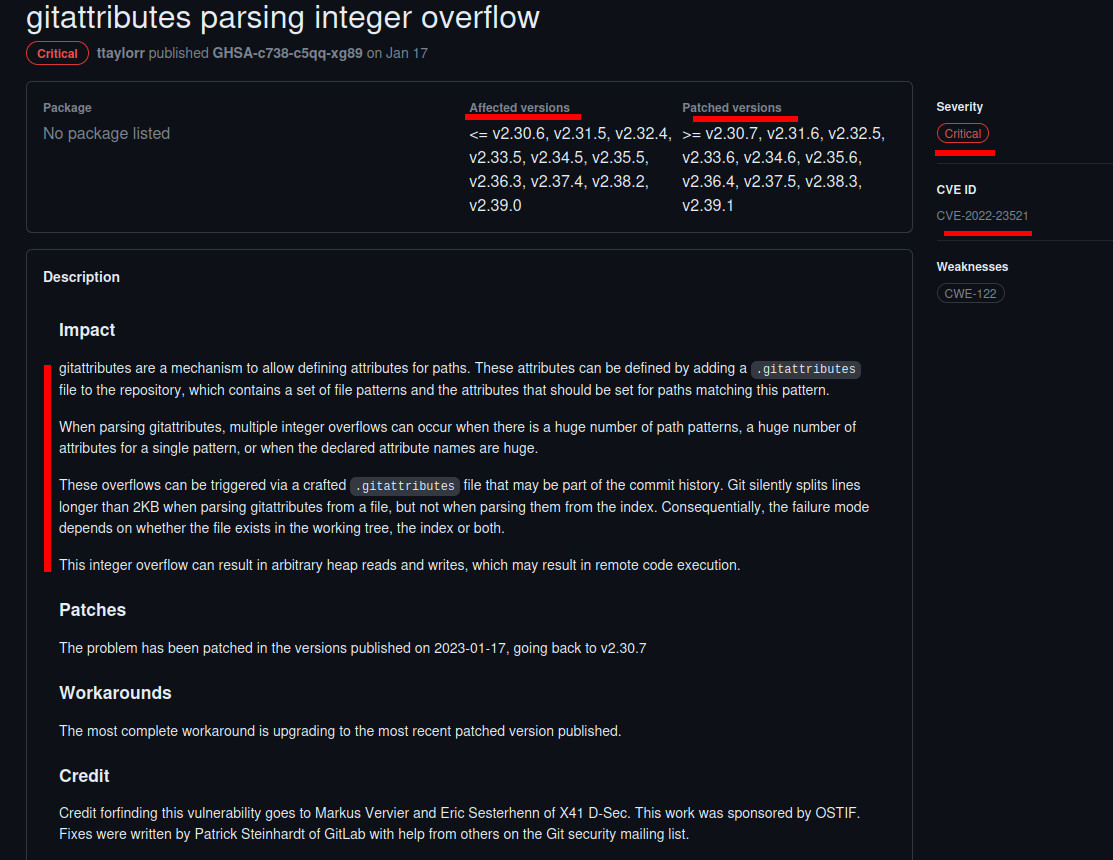 gitattributes parsing integer overflow
Critical ttaylorr published GHSA-c738-c5qq-xg89 on Jan 17
Package
No package listed
Affected versions
<= v2.30.6, v2.31.5, v2.32.4,
v2.33.5, v2.34.5, v2.35.5,
v2.36.3, v2.37.4, v2.38.2,
v2.39.0
Patched versions
>= v2.30.7, v2.31.6, v2.32.5,
v2.33.6, v2.34.6, v2.35.6,
v2.36.4, v2.37.5, v2.38.3,
v2.39.1
Severity
Critical
CVE ID
CVE-2022-23521
Weaknesses
CWE-122
Description
Impact
gitattributes are a mechanism to allow defining attributes for paths. These attributes can be defined by adding a .gitattributes
file to the repository, which contains a set of file patterns and the attributes that should be set for paths matching this pattern.
When parsing gitattributes, multiple integer overflows can occur when there is a huge number of path patterns, a huge number of
attributes for a single pattern, or when the declared attribute names are huge.
These overflows can be triggered via a crafted .gitattributes file that may be part of the commit history. Git silently splits lines
longer than 2KB when parsing gitattributes from a file, but not when parsing them from the index. Consequentially, the failure mode
depends on whether the file exists in the working tree, the index or both.
This integer overflow can result in arbitrary heap reads and writes, which may result in remote code execution.
Patches
The problem has been patched in the versions published on 2023-01-17, going back to v2.30.7
Workarounds
The most complete workaround is upgrading to the most recent patched version published.
Credit
Credit forfinding this vulnerability goes to Markus Vervier and Eric Sesterhenn of X41 D-Sec. This work was sponsored by OSTIF.
Fixes were written by Patrick Steinhardt of GitLab with help from others on the Git security mailing list.